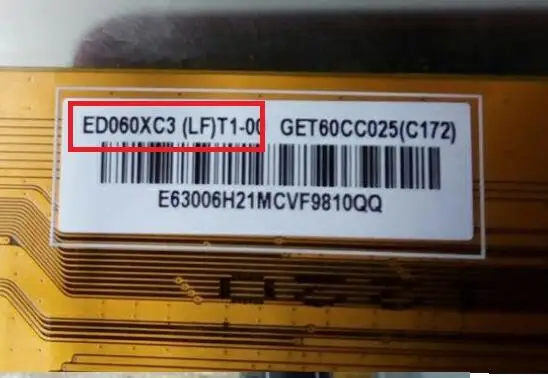 ED060XC3 (LF)T1-00 GET60CC025(C172)
E63006H21MCVF9810QQ